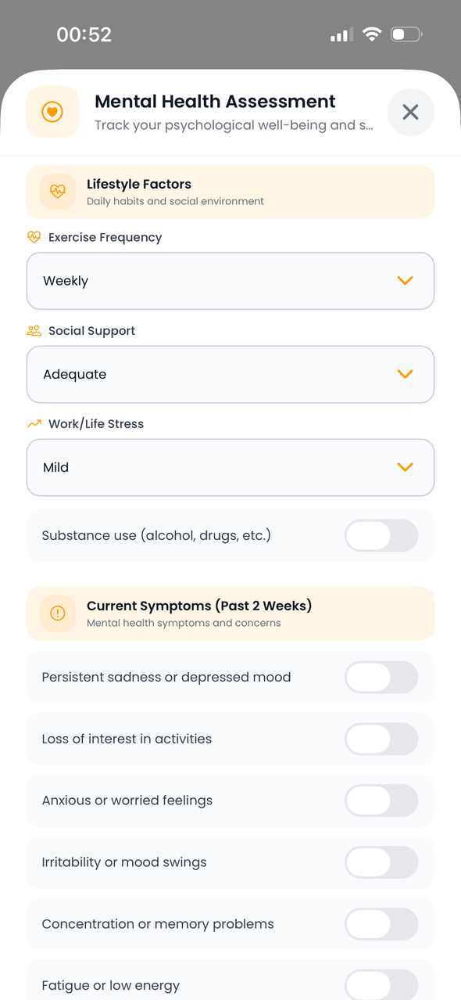 00:52
Mental Health Assessment
Track your psychological well-being and s...
Lifestyle Factors
Daily habits and social environment
Exercise Frequency
Weekly
Social Support
Adequate
Work/Life Stress
Mild
Substance use (alcohol, drugs, etc.)
Current Symptoms (Past 2 Weeks)
Mental health symptoms and concerns
Persistent sadness or depressed mood
Loss of interest in activities
Anxious or worried feelings
Irritability or mood swings
Concentration or memory problems
Fatigue or low energy